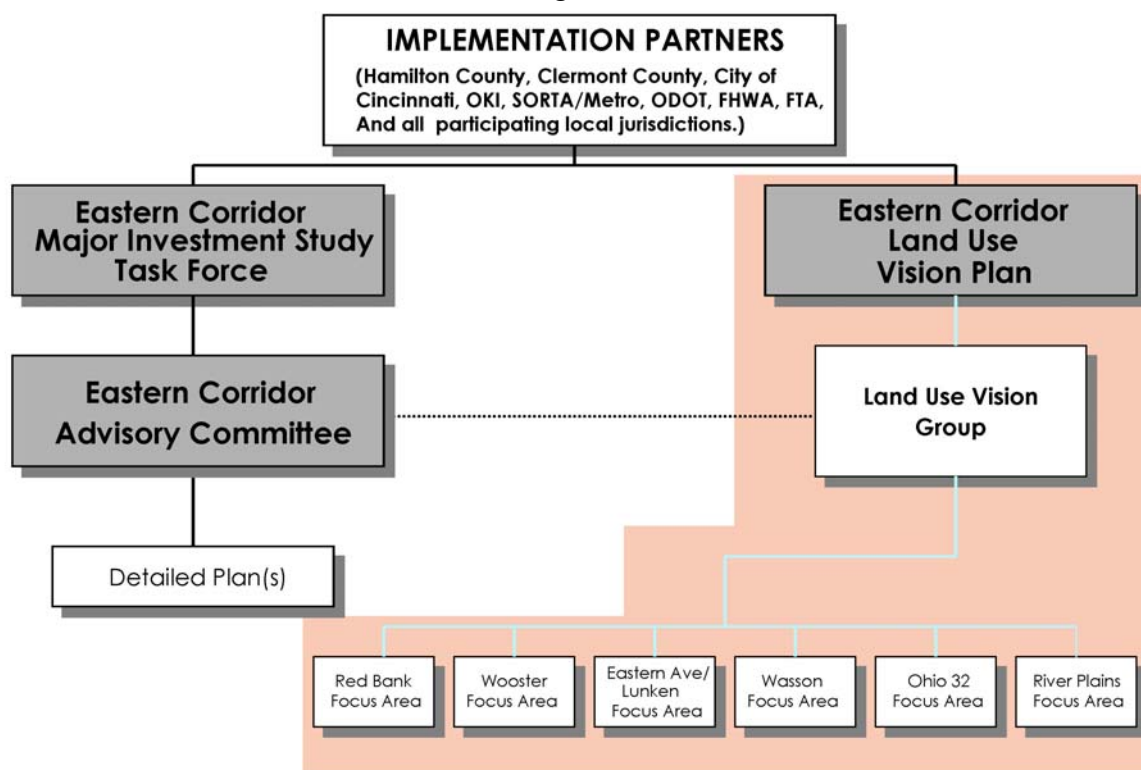 IMPLEMENTATION PARTNERS
(Hamilton County, Clermont County, City of
Cincinnati, OKI, SORTA/Metro, ODOT, FHWA, FTA,
And all participating local jurisdictions.)
Eastern Corridor
Major Investment Study
Task Force
Eastern Corridor
Land Use
Vision Plan
Eastern Corridor
Advisory Committee
Land Use Vision
Group
Detailed Plan(s)
Red Bank
Focus Area
Wooster
Focus Area
Eastern Ave/
Lunken
Focus Area
Wasson
Focus Area
Ohio 32
Focus Area
River Plains
Focus Area